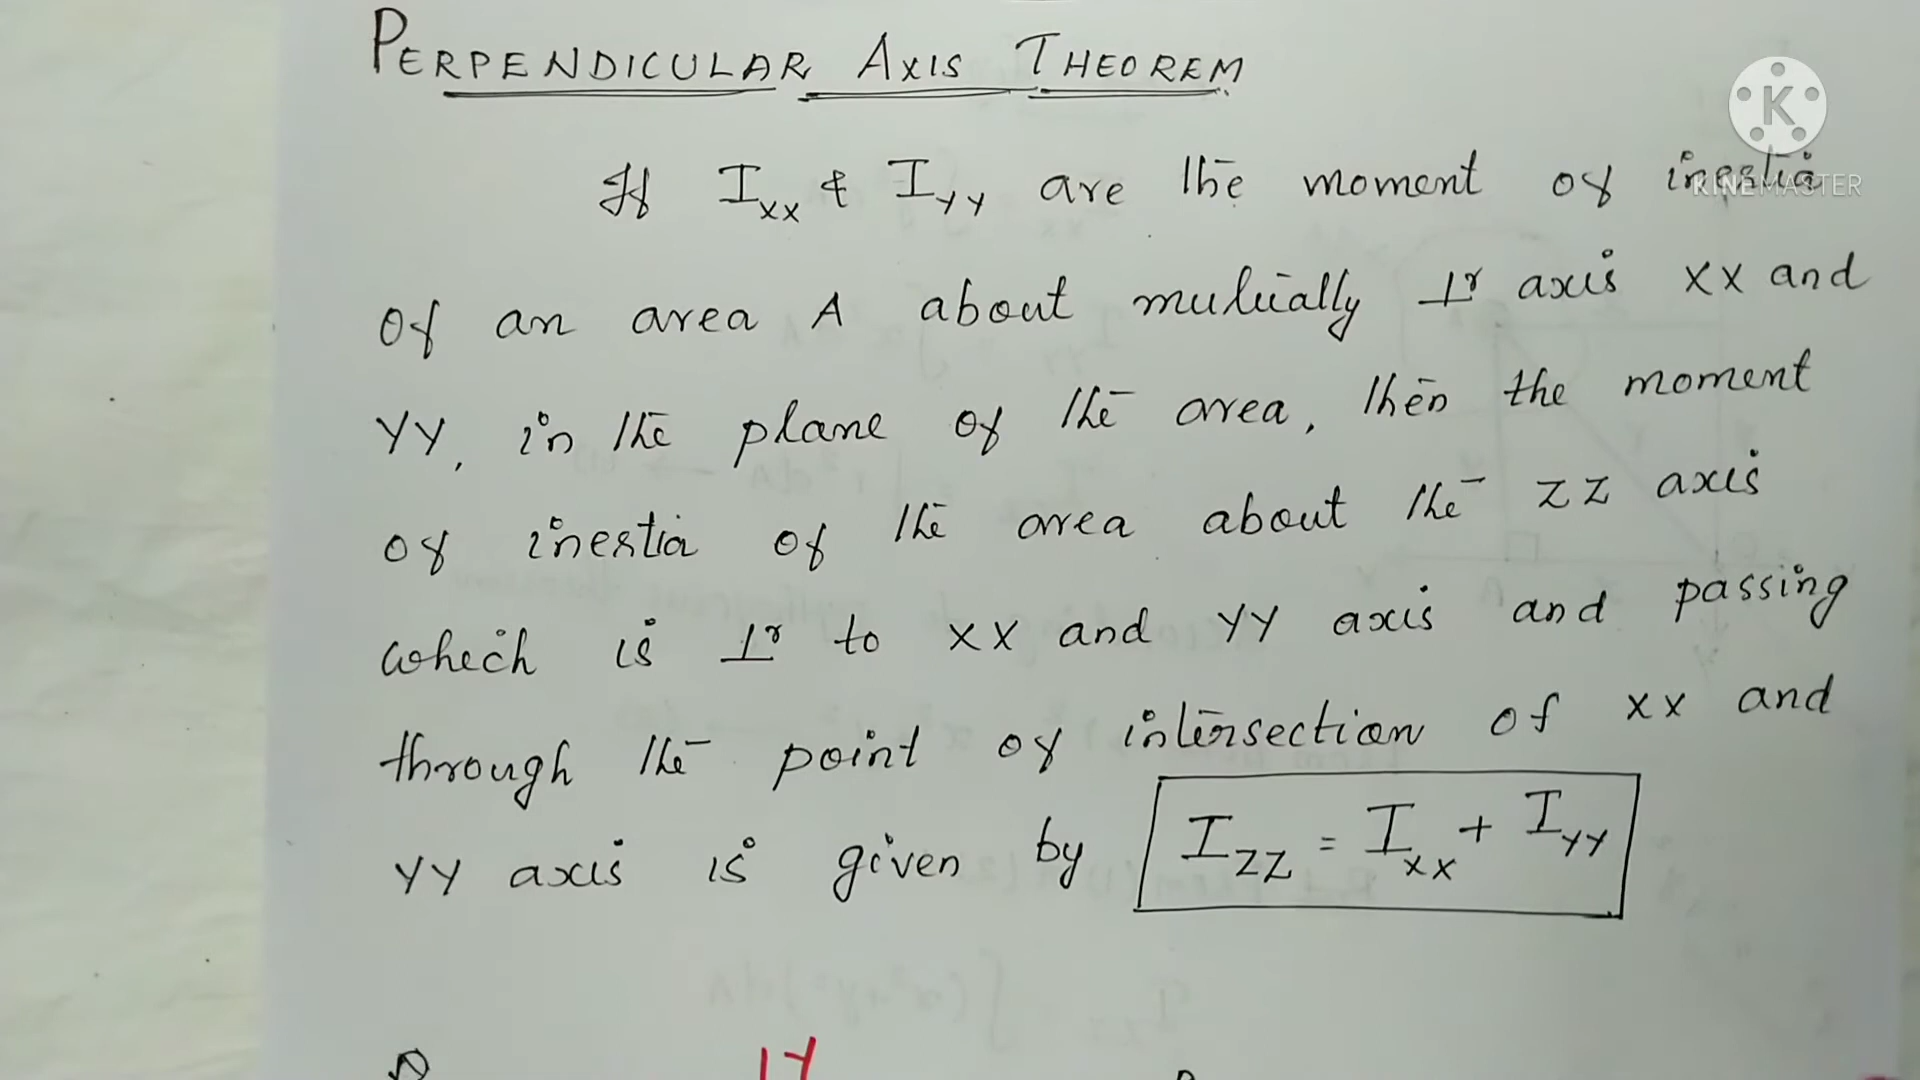 PERPENDICULAR AXIS THEOREM
K
KINEMASTER
If Ixx & Iyy are the moment of inertia
of an area A about mutually ⊥r axis XX and
YY, in the plane of the area, then the moment
of inertia of the area about the ZZ axis
which is ⊥r to XX and YY axis and passing
through the point of intersection of XX and
YY axis is given by IZZ = IXX + IYY